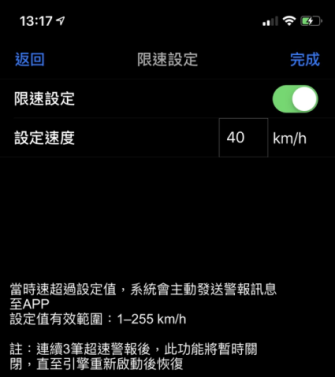 13:17
返回 限速設定 完成
限速設定
設定速度 40 km/h
當時速超過設定值，系統會主動發送警報訊息
至APP
設定值有效範圍：1–255 km/h
註：連續3筆超速警報後，此功能將暫時關
閉，直至引擎重新啟動後恢復